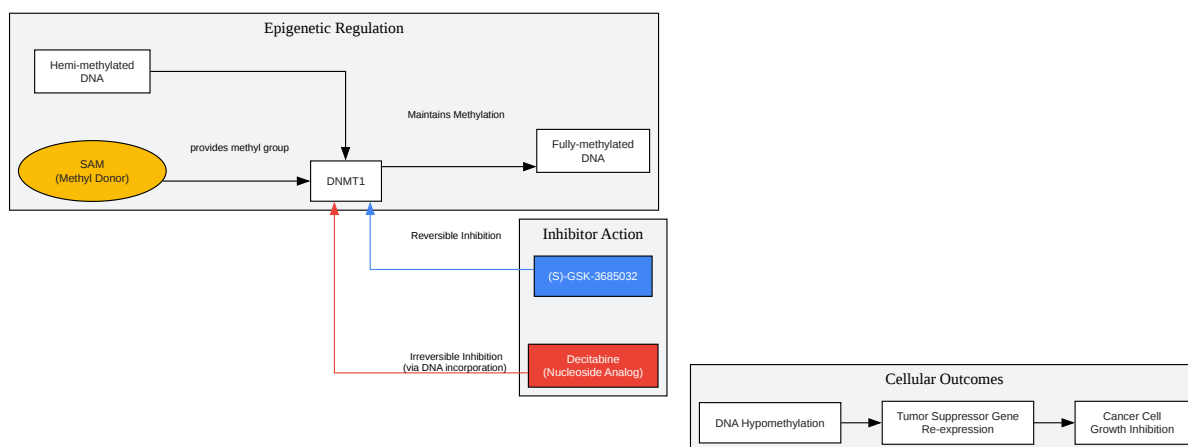 Epigenetic Regulation
Hemi-methylated
DNA
Maintains Methylation
provides methyl group
SAM
(Methyl Donor)
DNMT1
Fully-methylated
DNA
Inhibitor Action
Reversible Inhibition
(S)-GSK-3685032
Irreversible Inhibition
(via DNA incorporation)
Decitabine
(Nucleoside Analog)
Cellular Outcomes
DNA Hypomethylation
Tumor Suppressor Gene
Re-expression
Cancer Cell
Growth Inhibition